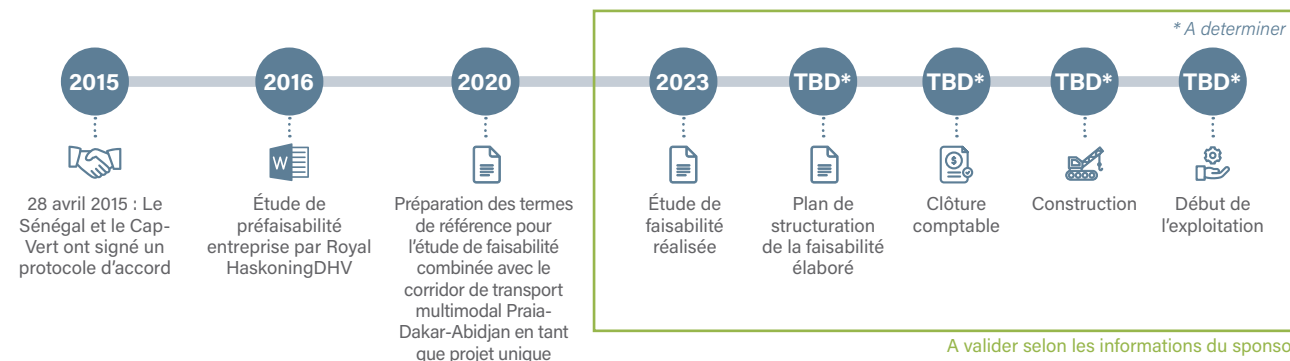 * A determiner
2015
2016
2020
2023
TBD*
TBD*
TBD*
TBD*
W
$
28 avril 2015 : Le
Sénégal et le Cap-
Vert ont signé un
protocole d'accord
Étude de
préfaisabilité
entreprise par Royal
HaskoningDHV
Préparation des termes
de référence pour
l'étude de faisabilité
combinée avec le
corridor de transport
multimodal Praia-
Dakar-Abidjan en tant
que projet unique
Étude de
faisabilité
réalisée
Plan de
structuration
de la faisabilité
élaboré
Clôture
comptable
Construction
Début de
l'exploitation
A valider selon les informations du sponso